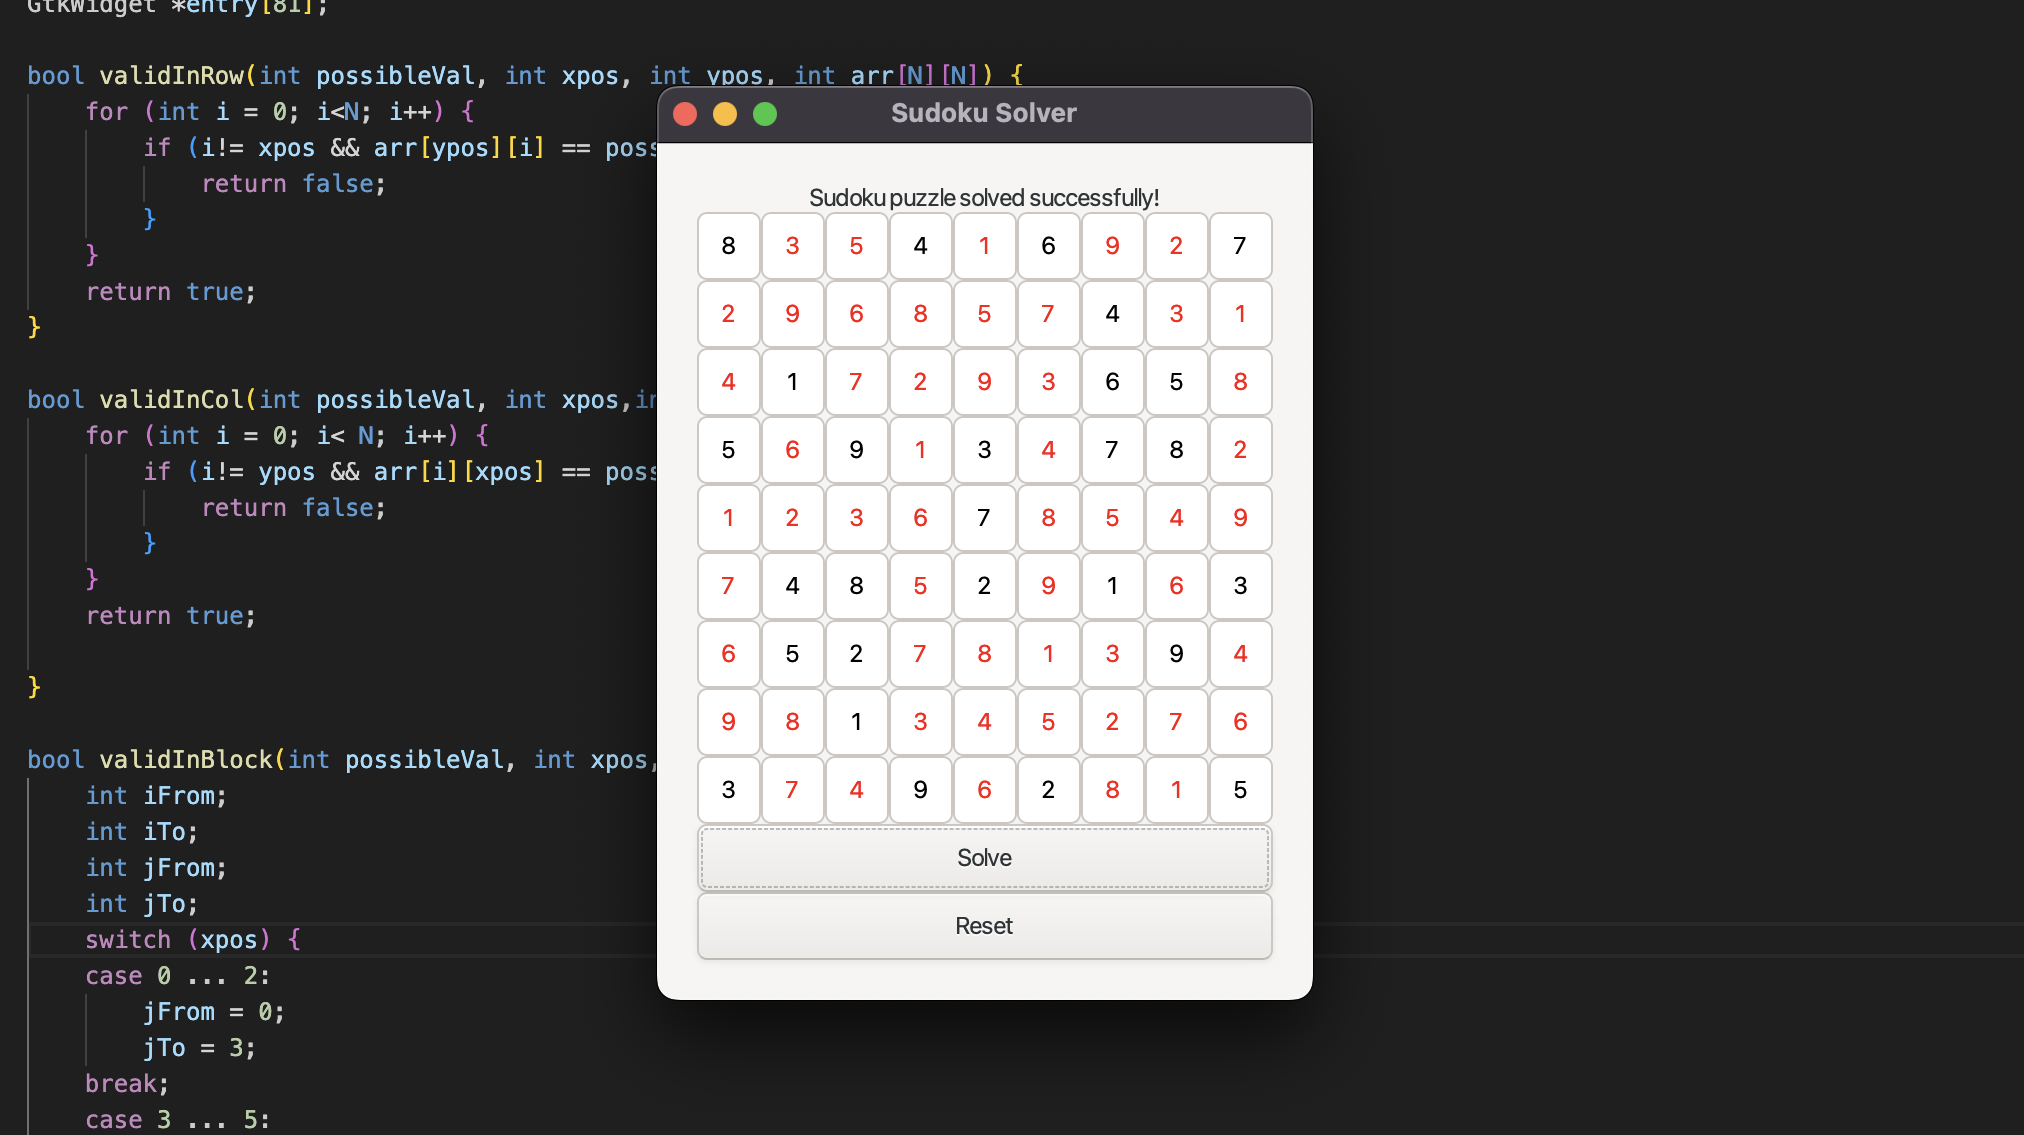 GtkWidget *entry[81];
bool validInRow(int possibleVal, int xpos, int ypos, int arr[N][N]) {
for (int i = 0; i<N; i++) {
if (i!= xpos && arr[ypos][i] == poss
return false;
}
}
return true;
}
bool validInCol(int possibleVal, int xpos,in
for (int i = 0; i< N; i++) {
if (i!= ypos && arr[i][xpos] == poss
return false;
}
}
return true;
}
bool validInBlock(int possibleVal, int xpos,
int iFrom;
int iTo;
int jFrom;
int jTo;
switch (xpos) {
case 0 ... 2:
jFrom = 0;
jTo = 3;
break;
case 3 ... 5:
Sudoku Solver
Sudoku puzzle solved successfully!
8 3 5 4 1 6 9 2 7
2 9 6 8 5 7 4 3 1
4 1 7 2 9 3 6 5 8
5 6 9 1 3 4 7 8 2
1 2 3 6 7 8 5 4 9
7 4 8 5 2 9 1 6 3
6 5 2 7 8 1 3 9 4
9 8 1 3 4 5 2 7 6
3 7 4 9 6 2 8 1 5
Solve
Reset